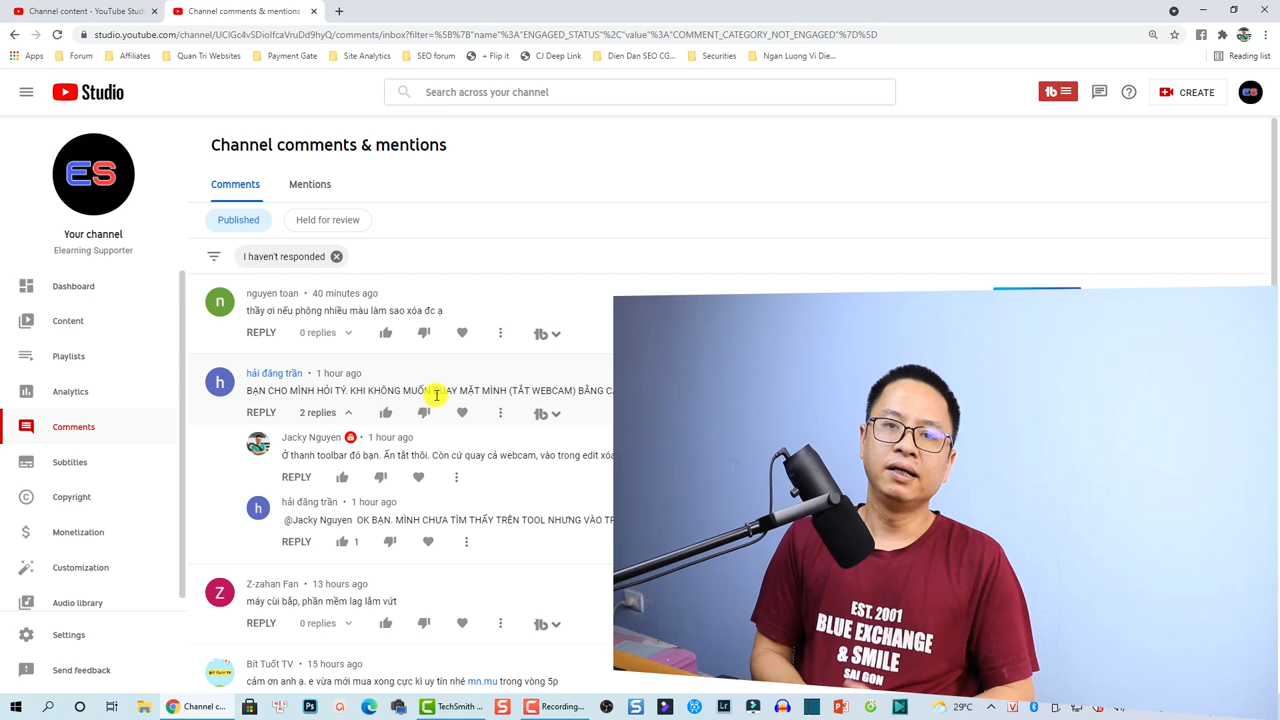 Channel content - YouTube Stud
Channel comments & mentions -
studio.youtube.com/channel/UCIGc4vSDioIfcaVruDd9hyQ/comments/inbox?filter=%5B%7B"name"%3A"ENGAGED_STATUS"%2C"value"%3A"COMMENT_CATEGORY_NOT_ENGAGED"%7D%5D
Apps Forum Affiliates Quan Tri Websites Payment Gate Site Analytics SEO forum + Flip it CJ Deep Link Dien Dan SEO CG... Securities Ngan Luong Vi Die... Reading list
Studio
Search across your channel
CREATE
ES
ES
Your channel
Elearning Supporter
Dashboard
Content
Playlists
Analytics
Comments
Subtitles
Copyright
Monetization
Customization
Audio library
Settings
Send feedback
Channel comments & mentions
Comments Mentions
Published Held for review
I haven't responded
n
nguyen toan • 40 minutes ago
thầy ơi nếu phông nhiều màu làm sao xóa đc ạ
REPLY 0 replies
h
hải đăng trần • 1 hour ago
BẠN CHO MÌNH HỎI TÝ. KHI KHÔNG MUỐN QUAY MẶT MÌNH (TẮT WEBCAM) BẰNG
REPLY 2 replies
Jacky Nguyen • 1 hour ago
Ở thanh toolbar đó bạn. Ấn tắt thôi. Còn cứ quay cả webcam, vào trong edit xóa
REPLY
h
hải đăng trần • 1 hour ago
@Jacky Nguyen OK BẠN. MÌNH CHƯA TÌM THẤY TRÊN TOOL NHƯNG VÀO
REPLY 1
Z
Z-zahan Fan • 13 hours ago
máy cùi bắp, phần mềm lag lắm vứt
REPLY 0 replies
Bít Tuốt TV • 15 hours ago
cảm ơn anh ạ. e vừa mới mua xong cực kì uy tín nhé mn.mu trong vòng 5p
EST. 2001
BLUE EXCHANGE
& SMILE
SAI GON
Channel c...
TechSmith ...
Recording...
29°C